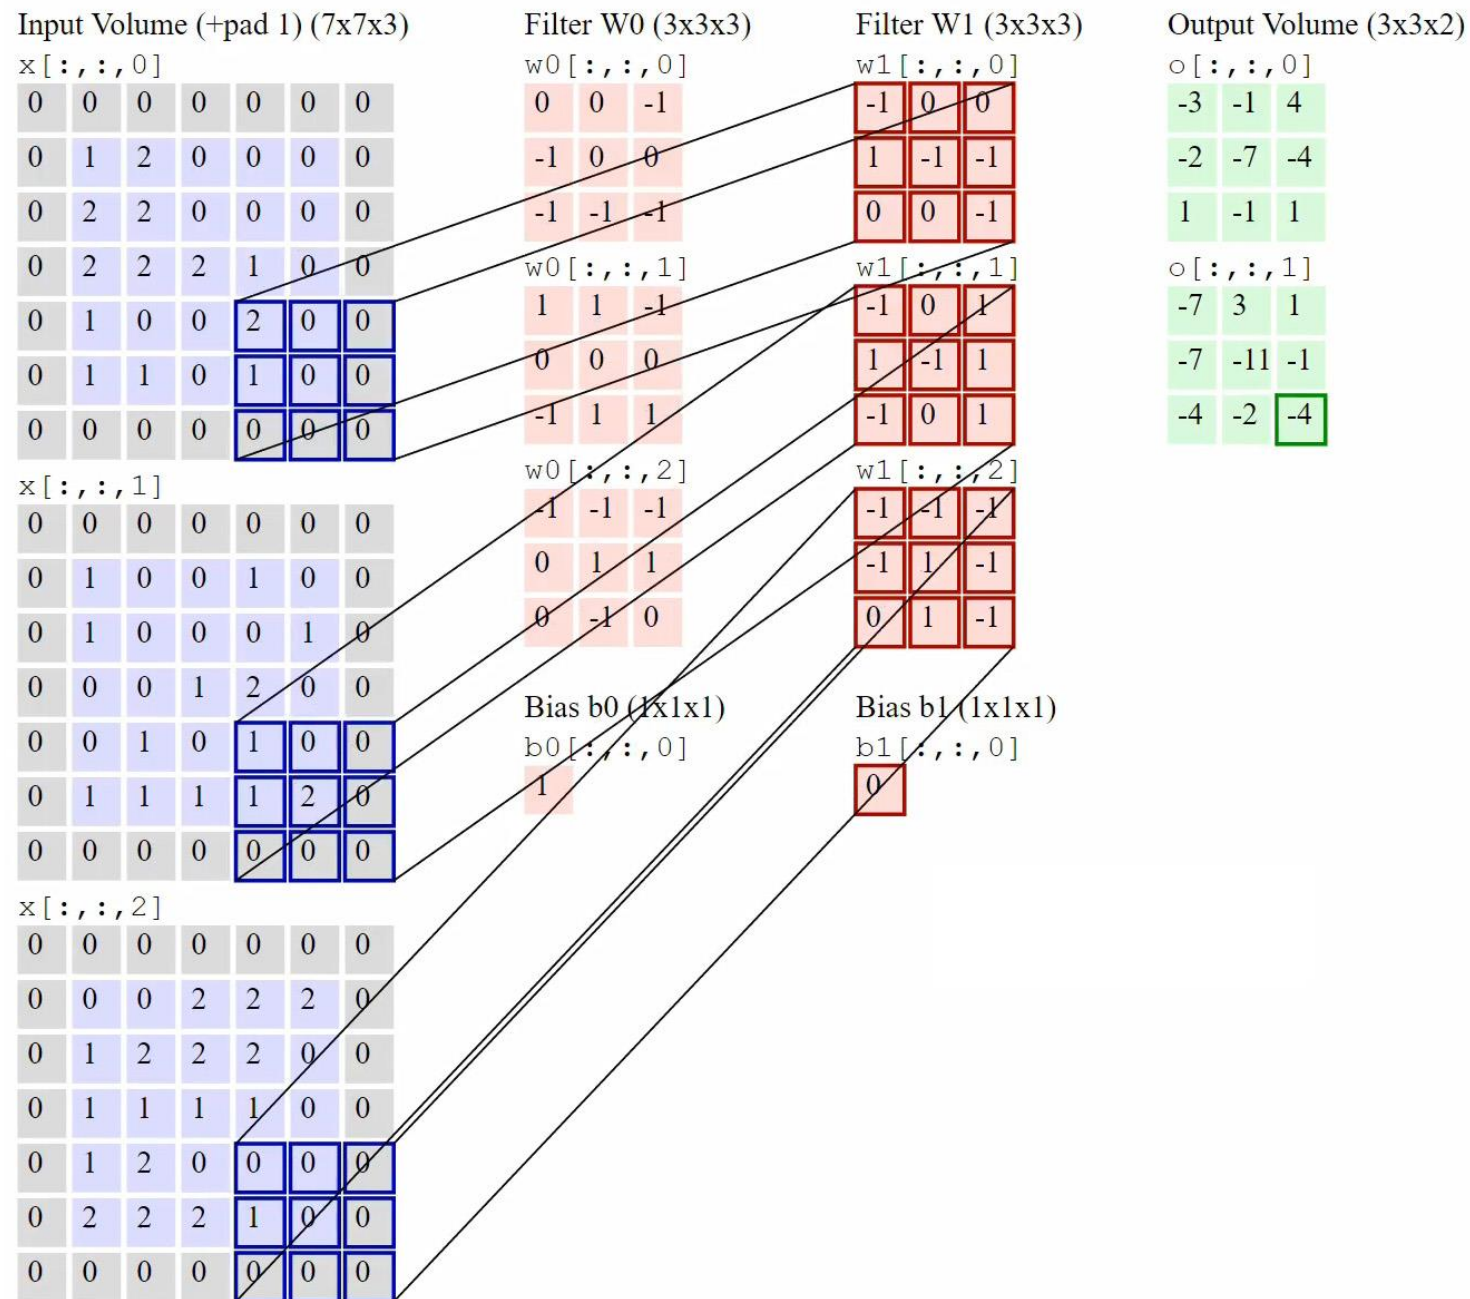 Input Volume (+pad 1) (7x7x3)
x[:,:,0]
0 0 0 0 0 0 0
0 1 2 0 0 0 0
0 2 2 0 0 0 0
0 2 2 2 1 0 0
0 1 0 0 2 0 0
0 1 1 0 1 0 0
0 0 0 0 0 0 0
x[:,:,1]
0 0 0 0 0 0 0
0 1 0 0 1 0 0
0 1 0 0 0 1 0
0 0 0 1 2 0 0
0 0 1 0 1 0 0
0 1 1 1 1 2 0
0 0 0 0 0 0 0
x[:,:,2]
0 0 0 0 0 0 0
0 0 0 2 2 2 0
0 1 2 2 2 0 0
0 1 1 1 1 0 0
0 1 2 0 0 0 0
0 2 2 2 1 0 0
0 0 0 0 0 0 0
Filter W0 (3x3x3)
w0[:,:,0]
0 0 -1
-1 0 0
-1 -1 -1
w0[:,:,1]
1 1 -1
0 0 0
-1 1 1
w0[:,:,2]
-1 -1 -1
0 1 1
0 -1 0
Bias b0 (1x1x1)
b0[:,:,0]
1
Filter W1 (3x3x3)
w1[:,:,0]
-1 0 0
1 -1 -1
0 0 -1
w1[:,:,1]
-1 0 1
1 -1 1
-1 0 1
w1[:,:,2]
-1 -1 -1
-1 1 -1
0 1 -1
Bias b1 (1x1x1)
b1[:,:,0]
0
Output Volume (3x3x2)
o[:,:,0]
-3 -1 4
-2 -7 -4
1 -1 1
o[:,:,1]
-7 3 1
-7 -11 -1
-4 -2 -4